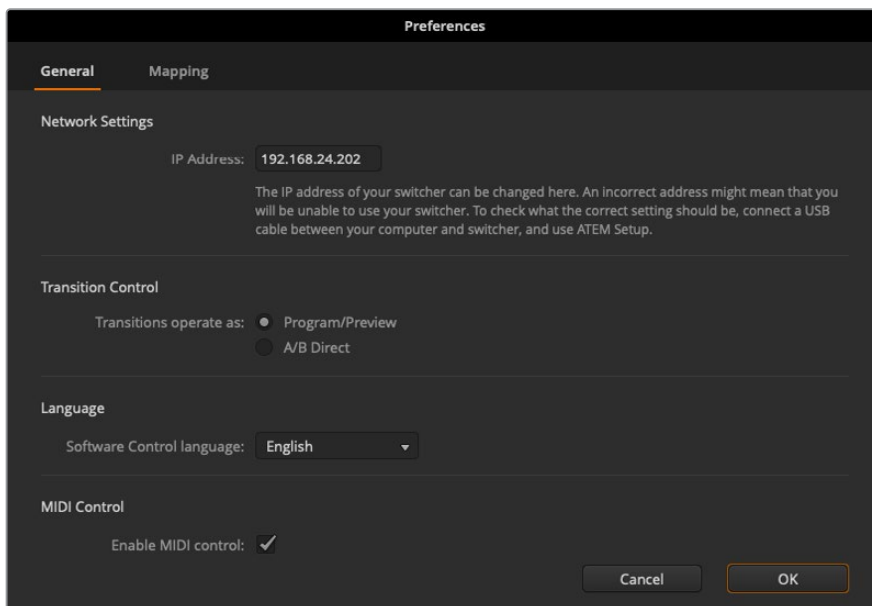 Preferences
General Mapping
Network Settings
IP Address: 192.168.24.202
The IP address of your switcher can be changed here. An incorrect address might mean that you
will be unable to use your switcher. To check what the correct setting should be, connect a USB
cable between your computer and switcher, and use ATEM Setup.
Transition Control
Transitions operate as: Program/Preview
A/B Direct
Language
Software Control language: English
MIDI Control
Enable MIDI control:
Cancel OK